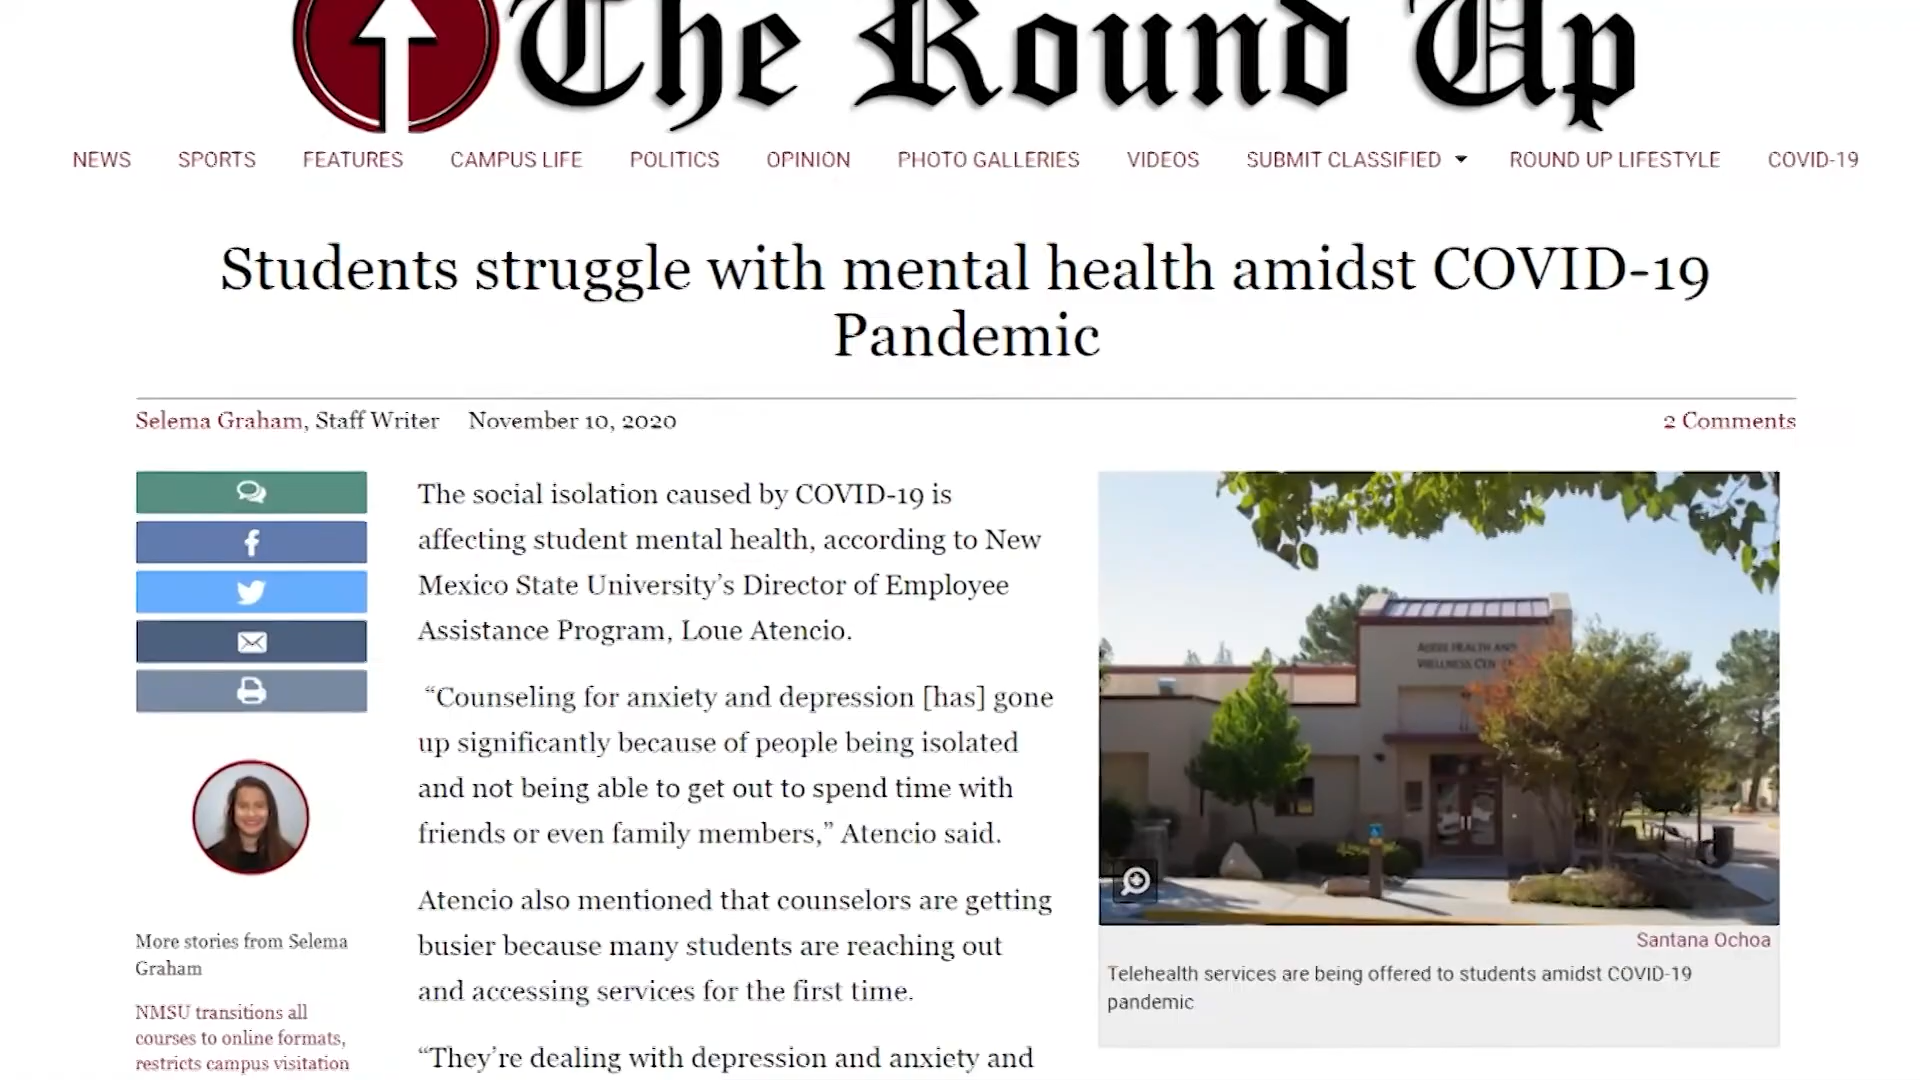 The Round Up
NEWS SPORTS FEATURES CAMPUS LIFE POLITICS OPINION PHOTO GALLERIES VIDEOS SUBMIT CLASSIFIED ROUND UP LIFESTYLE COVID-19
Students struggle with mental health amidst COVID-19
Pandemic
Selema Graham, Staff Writer November 10, 2020
2 Comments
More stories from Selema
Graham
NMSU transitions all
courses to online formats,
restricts campus visitation
The social isolation caused by COVID-19 is
affecting student mental health, according to New
Mexico State University’s Director of Employee
Assistance Program, Loue Atencio.
“Counseling for anxiety and depression [has] gone
up significantly because of people being isolated
and not being able to get out to spend time with
friends or even family members,” Atencio said.
Atencio also mentioned that counselors are getting
busier because many students are reaching out
and accessing services for the first time.
“They’re dealing with depression and anxiety and
HEALTH AND
WELLNESS
Santana Ochoa
Telehealth services are being offered to students amidst COVID-19
pandemic